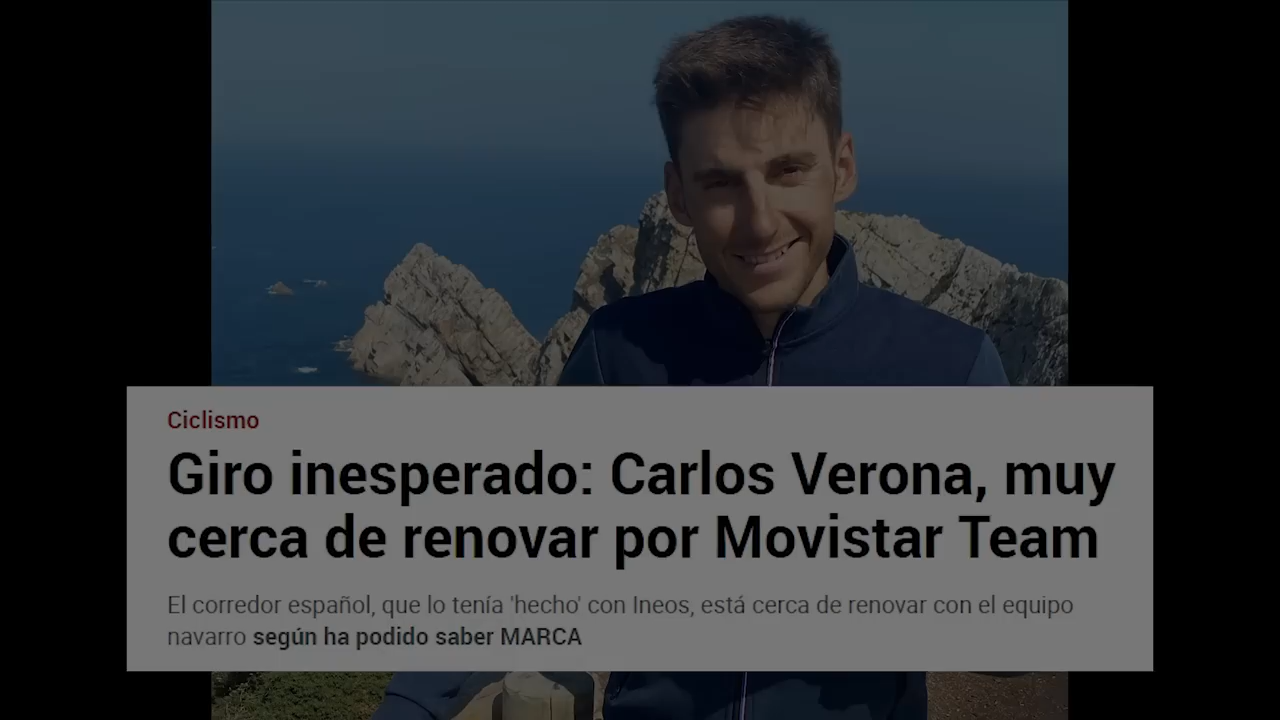 Ciclismo
Giro inesperado: Carlos Verona, muy
cerca de renovar por Movistar Team
El corredor español, que lo tenía 'hecho' con Ineos, está cerca de renovar con el equipo
navarro según ha podido saber MARCA